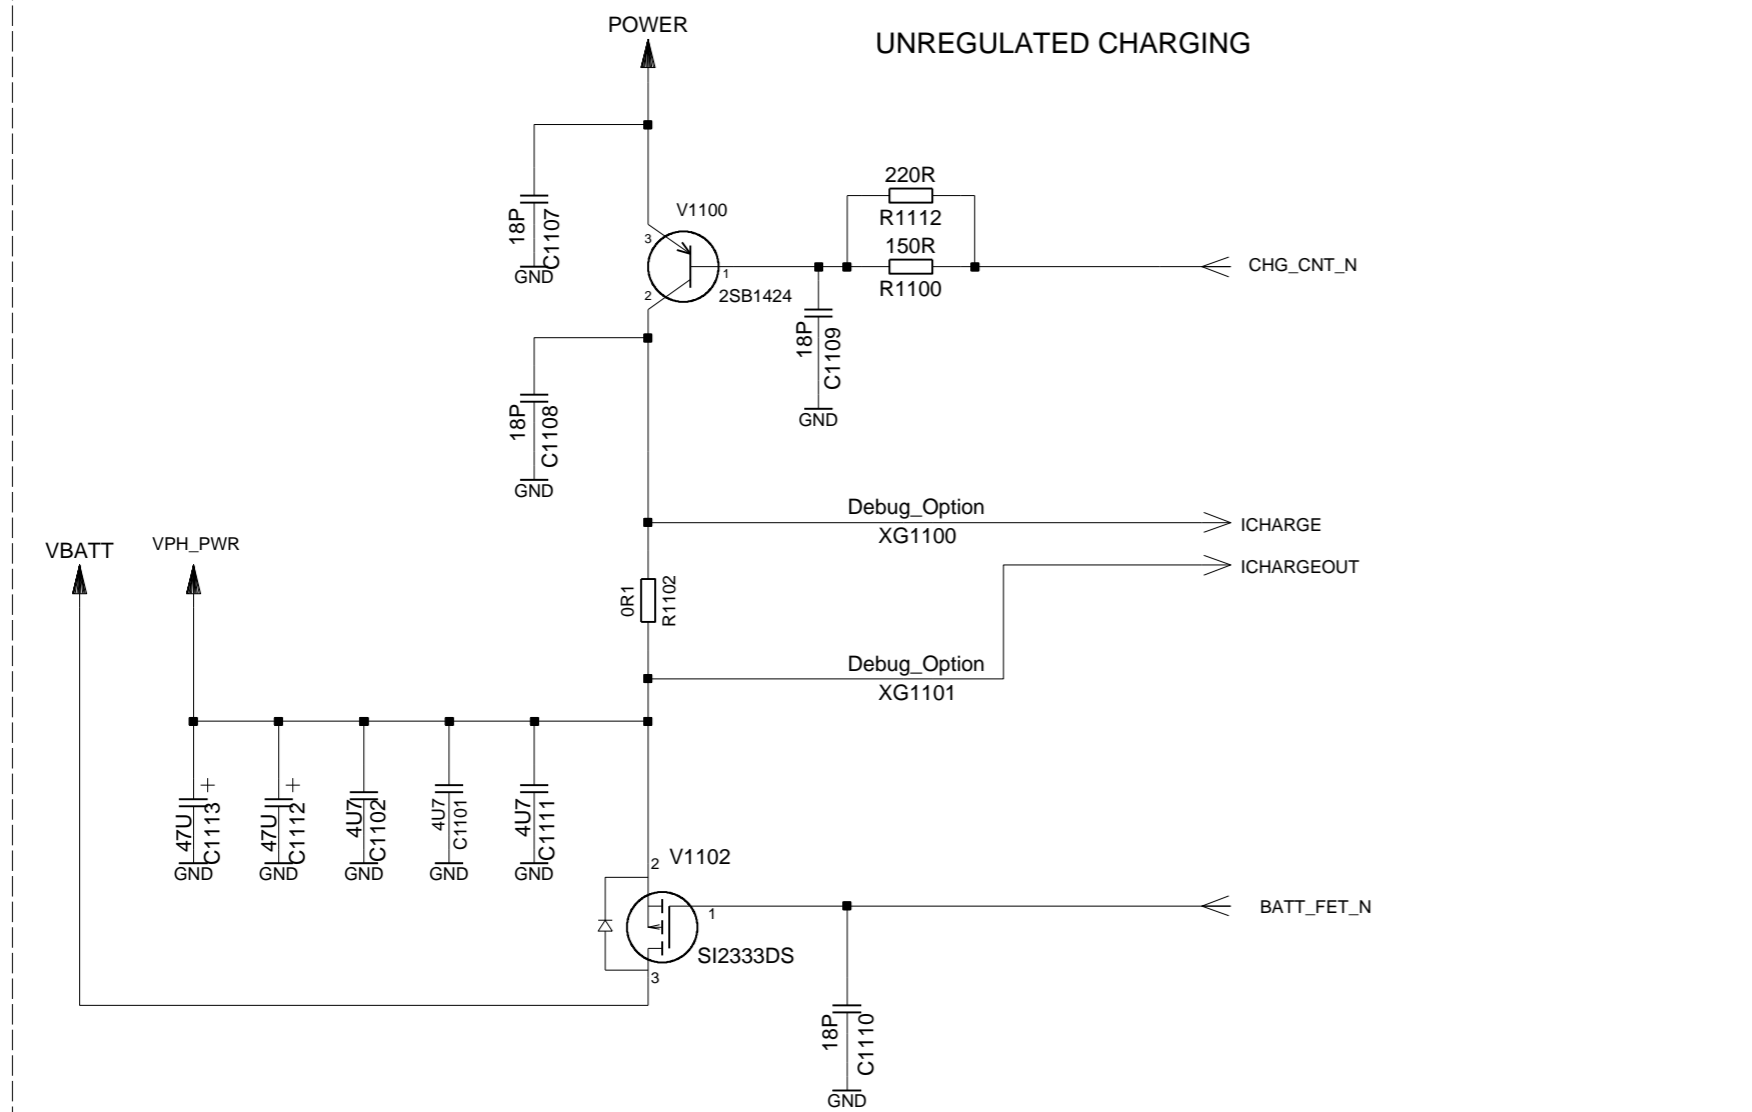 POWER
UNREGULATED CHARGING
18P
C1107
GND
V1100
3
1
2
2SB1424
220R
R1112
150R
R1100
CHG_CNT_N
18P
C1109
GND
18P
C1108
GND
Debug_Option
XG1100
ICHARGE
ICHARGEOUT
VBATT
VPH_PWR
0R1
R1102
Debug_Option
XG1101
47U
+
C1113
GND
47U
+
C1112
GND
4U7
C1102
GND
4U7
C1101
GND
4U7
C1111
GND
2
V1102
1
SI2333DS
3
BATT_FET_N
18P
C1110
GND